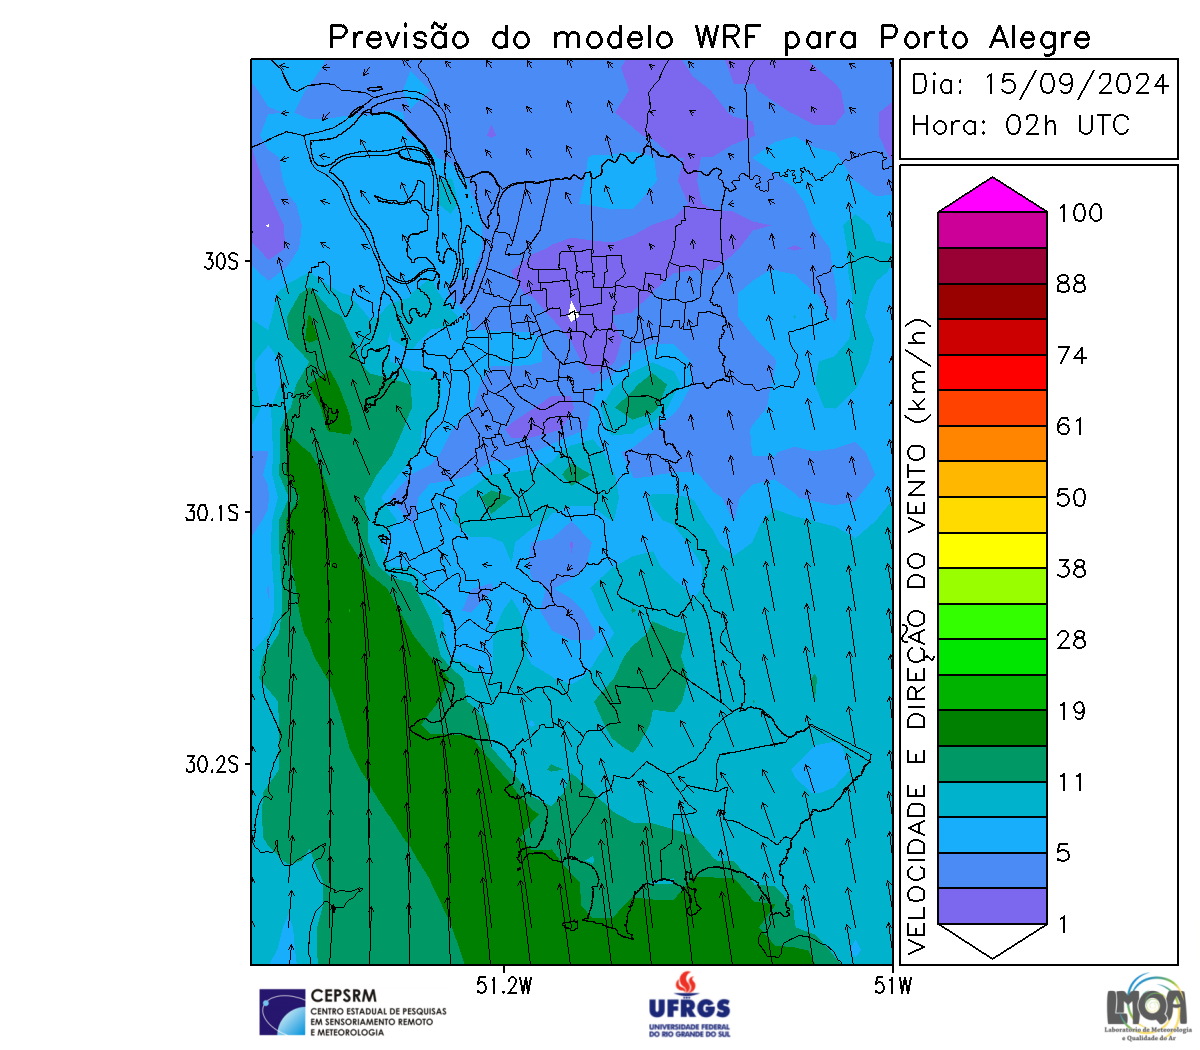 Previsão do modelo WRF para Porto Alegre
Dia: 15/09/2024
Hora: 02h UTC
30S
30.1S
30.2S
51.2W
51W
VELOCIDADE E DIREÇÃO DO VENTO (km/h)
100
88
74
61
50
38
28
19
11
5
1
CEPSRM
CENTRO ESTADUAL DE PESQUISAS
EM SENSORIAMENTO REMOTO
E METEOROLOGIA
UFRGS
UNIVERSIDADE FEDERAL
DO RIO GRANDE DO SUL
LMQA
Laboratório de Meteorologia
e Qualidade do Ar